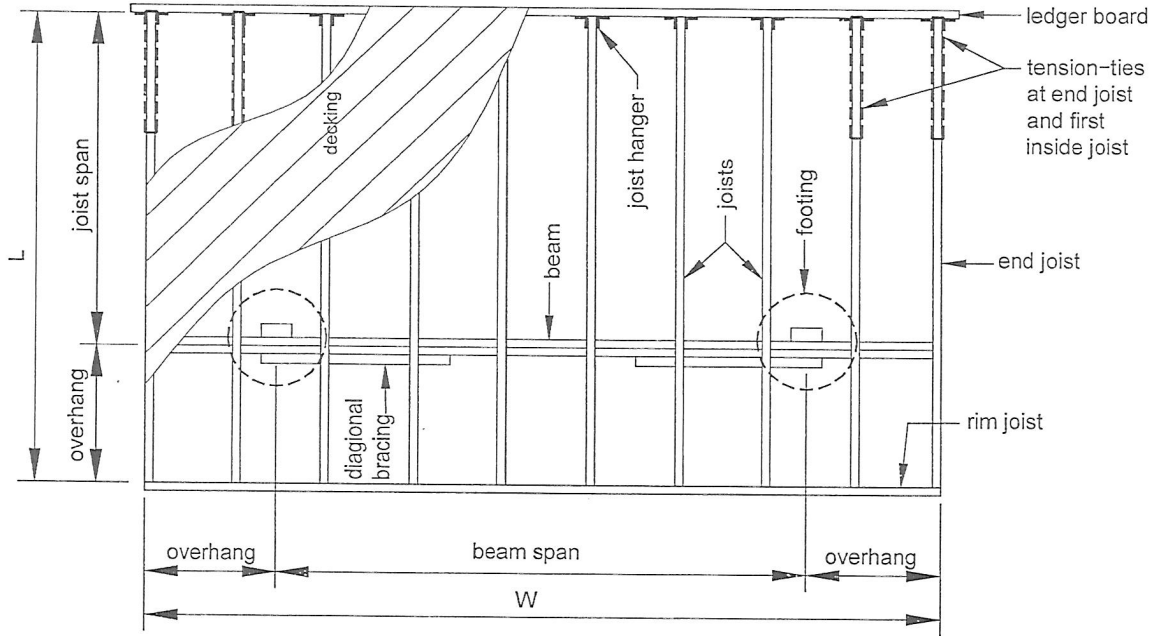 ledger board
tension-ties
at end joist
and first
inside joist
decking
joist hanger
joist span
L
joists
footing
beam
end joist
overhang
diagional
bracing
rim joist
overhang
beam span
overhang
W